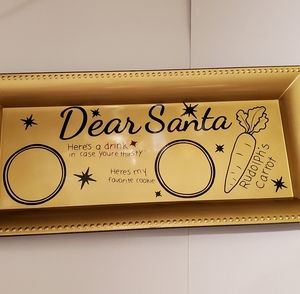 Dear Santa
Here's a drink
in case you're thirsty
Here's my
favorite cookie
Rudolph's
Carrot